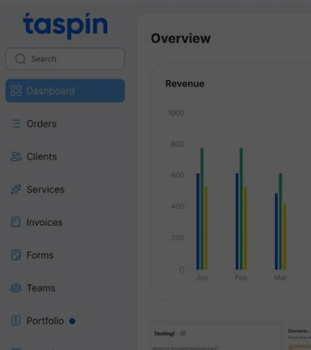 taspin
Overview
Search
Revenue
Dashboard
1000
Orders
800
Clients
600
Services
400
Invoices
200
Forms
0
Jan Feb Mar
Teams
Portfolio
Testing!
Elements